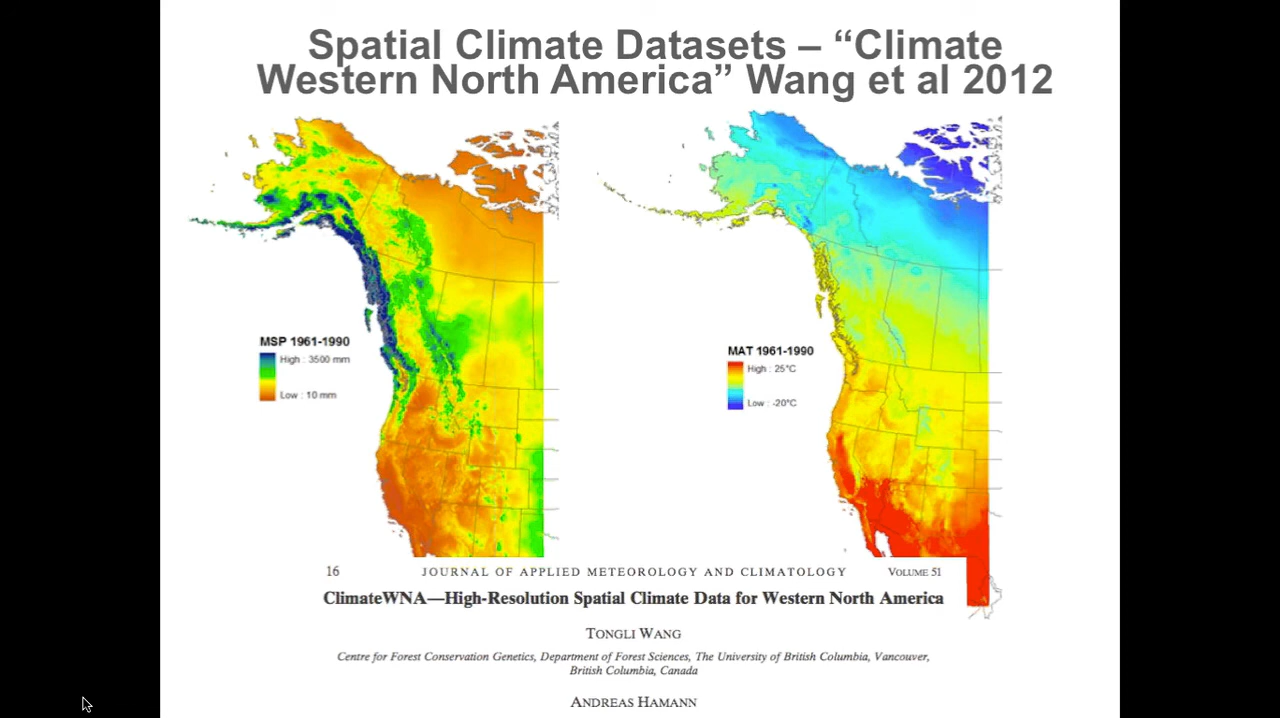 Spatial Climate Datasets – “Climate
Western North America” Wang et al 2012
MSP 1961-1990
High : 3500 mm
Low : 10 mm
MAT 1961-1990
High : 25°C
Low : -20°C
16 JOURNAL OF APPLIED METEOROLOGY AND CLIMATOLOGY VOLUME 51
ClimateWNA—High-Resolution Spatial Climate Data for Western North America
TONGLI WANG
Centre for Forest Conservation Genetics, Department of Forest Sciences, The University of British Columbia, Vancouver,
British Columbia, Canada
ANDREAS HAMANN